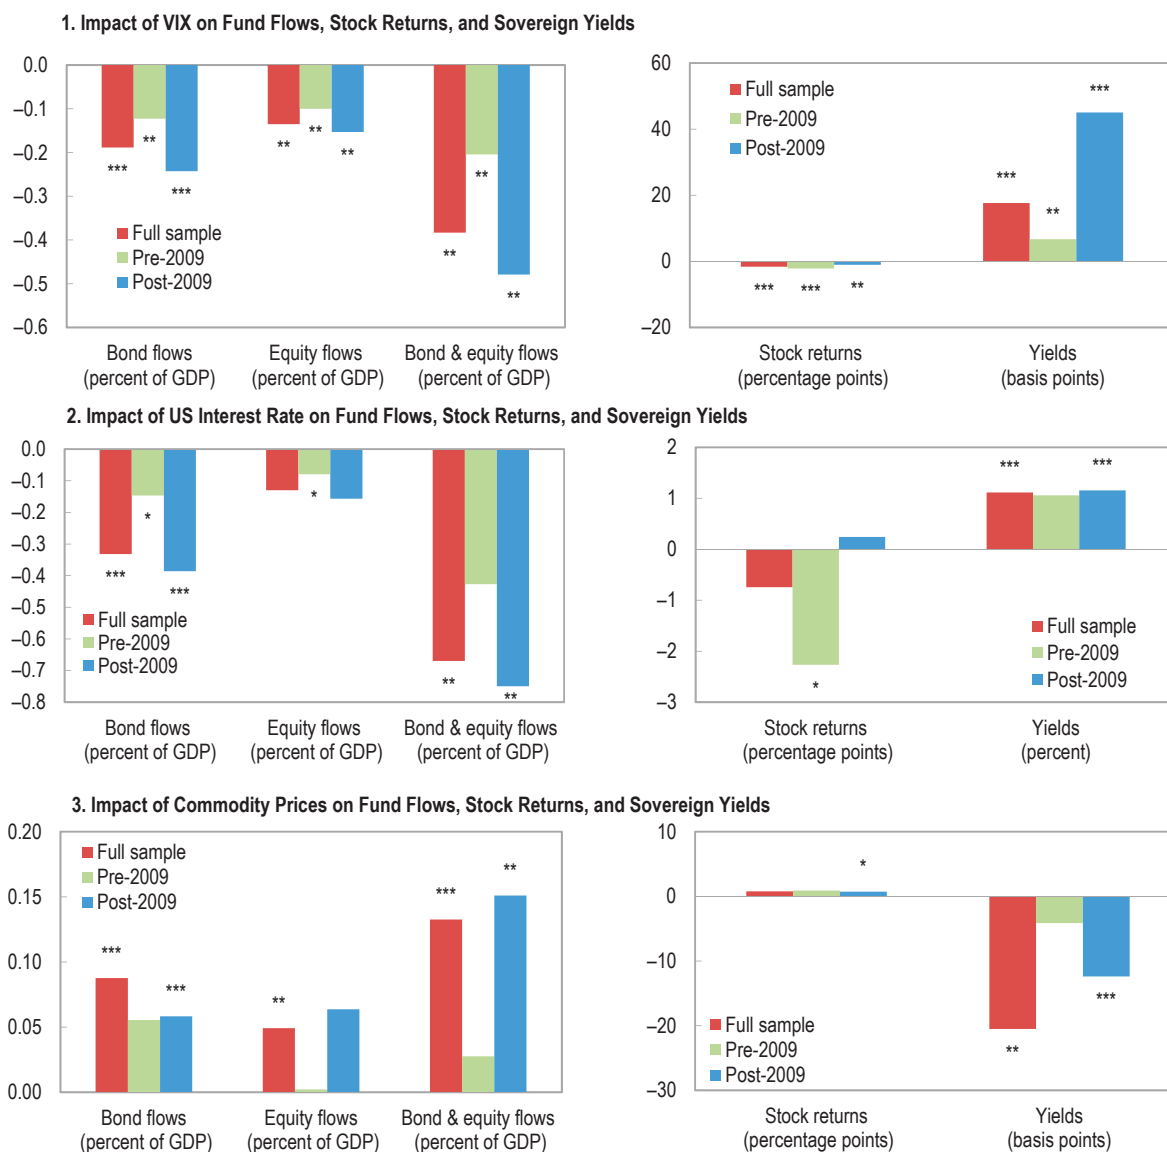 1. Impact of VIX on Fund Flows, Stock Returns, and Sovereign Yields
0.0
–0.1
–0.2
–0.3
–0.4
–0.5
–0.6
***
**
***
**
**
**
**
**
**
Full sample
Pre-2009
Post-2009
Bond flows
(percent of GDP)
Equity flows
(percent of GDP)
Bond & equity flows
(percent of GDP)
60
40
20
0
–20
Full sample
Pre-2009
Post-2009
***
***
**
***
**
***
Stock returns
(percentage points)
Yields
(basis points)
2. Impact of US Interest Rate on Fund Flows, Stock Returns, and Sovereign Yields
0.0
–0.1
–0.2
–0.3
–0.4
–0.5
–0.6
–0.7
–0.8
***
*
***
*
**
**
Full sample
Pre-2009
Post-2009
Bond flows
(percent of GDP)
Equity flows
(percent of GDP)
Bond & equity flows
(percent of GDP)
2
1
0
–1
–2
–3
*
***
***
Full sample
Pre-2009
Post-2009
Stock returns
(percentage points)
Yields
(percent)
3. Impact of Commodity Prices on Fund Flows, Stock Returns, and Sovereign Yields
0.20
0.15
0.10
0.05
0.00
Full sample
Pre-2009
Post-2009
***
***
**
***
**
Bond flows
(percent of GDP)
Equity flows
(percent of GDP)
Bond & equity flows
(percent of GDP)
10
0
–10
–20
–30
*
**
***
Full sample
Pre-2009
Post-2009
Stock returns
(percentage points)
Yields
(basis points)